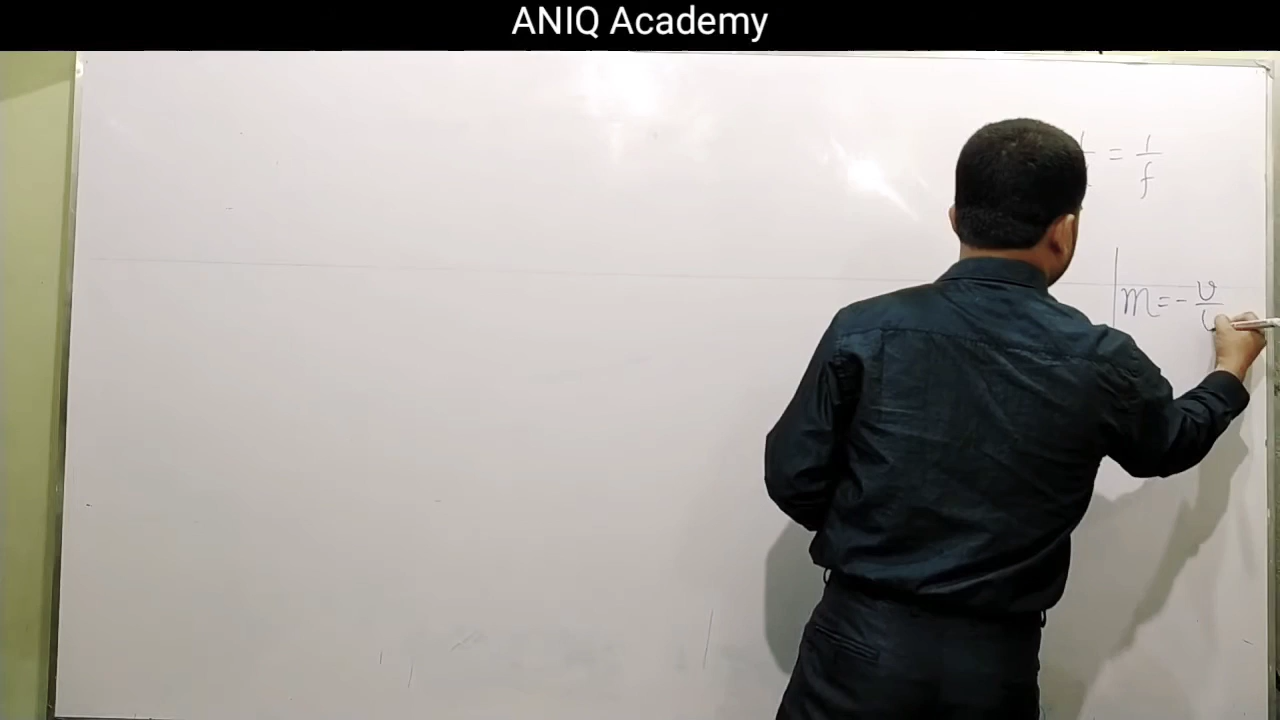 ANIQ Academy
= 1/f
m = - v/u